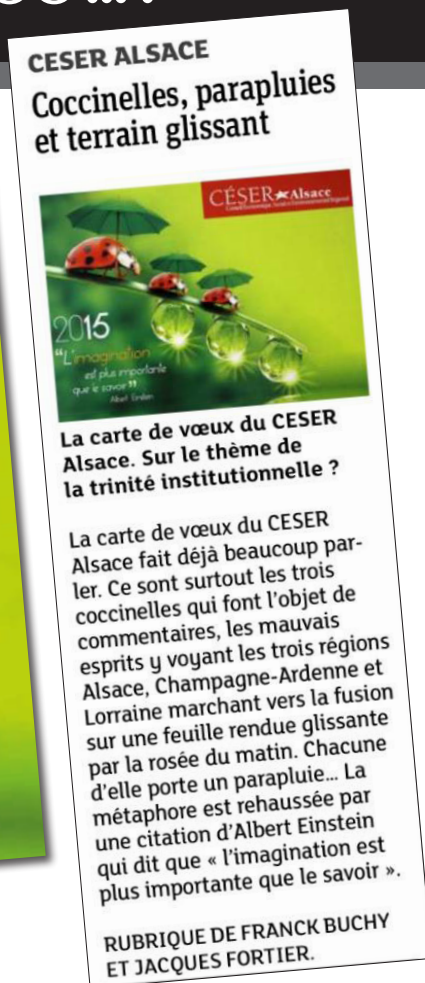 CESER ALSACE
Coccinelles, parapluies
et terrain glissant
CÉSER Alsace
2015
"L'imagination
est plus importante
que le savoir"
Albert Einstein
La carte de vœux du CESER
Alsace. Sur le thème de
la trinité institutionnelle ?
La carte de vœux du CESER
Alsace fait déjà beaucoup par-
ler. Ce sont surtout les trois
coccinelles qui font l'objet de
commentaires, les mauvais
esprits y voyant les trois régions
Alsace, Champagne-Ardenne et
Lorraine marchant vers la fusion
sur une feuille rendue glissante
par la rosée du matin. Chacune
d'elle porte un parapluie... La
métaphore est rehaussée par
une citation d'Albert Einstein
qui dit que « l'imagination est
plus importante que le savoir ».
RUBRIQUE DE FRANCK BUCHY
ET JACQUES FORTIER.